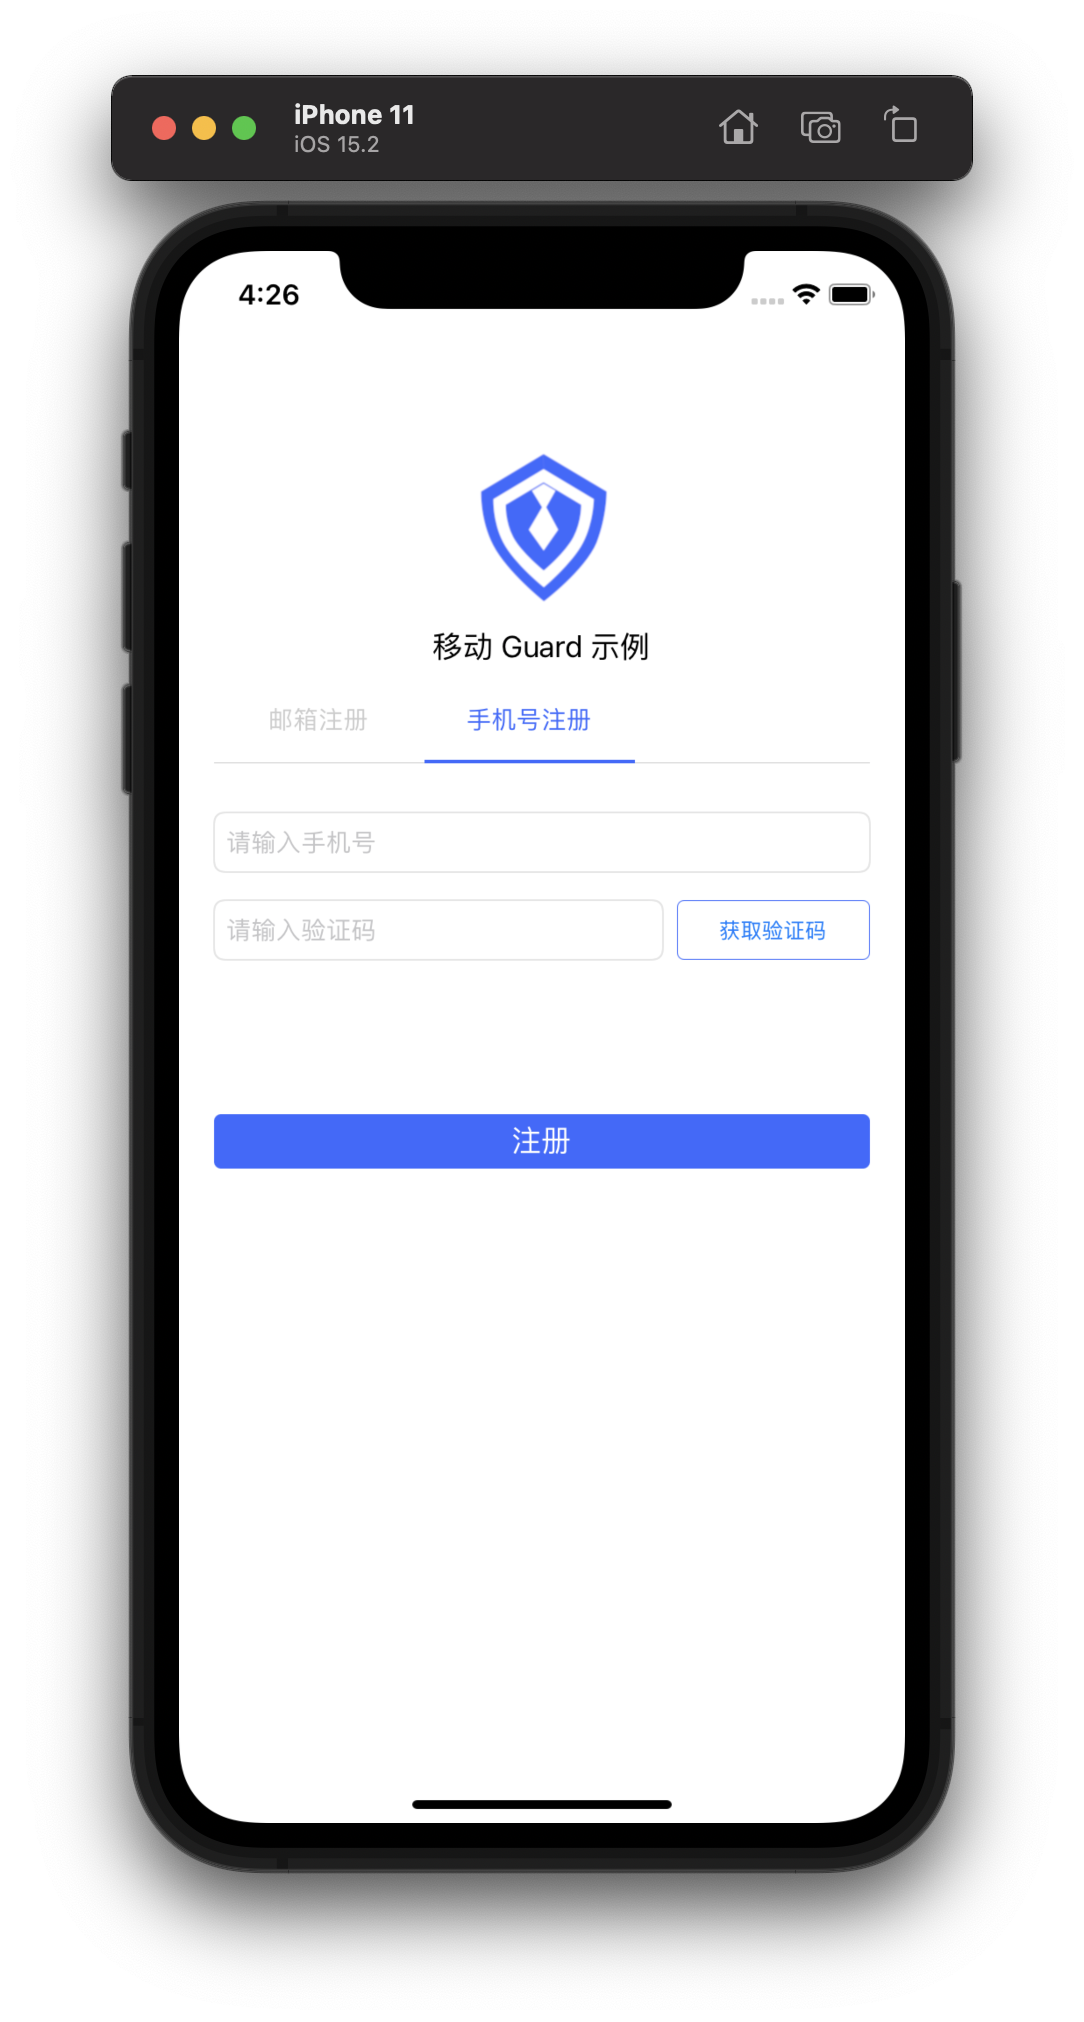 iPhone 11
iOS 15.2
4:26
移动 Guard 示例
邮箱注册 手机号注册
请输入手机号
请输入验证码 获取验证码
注册